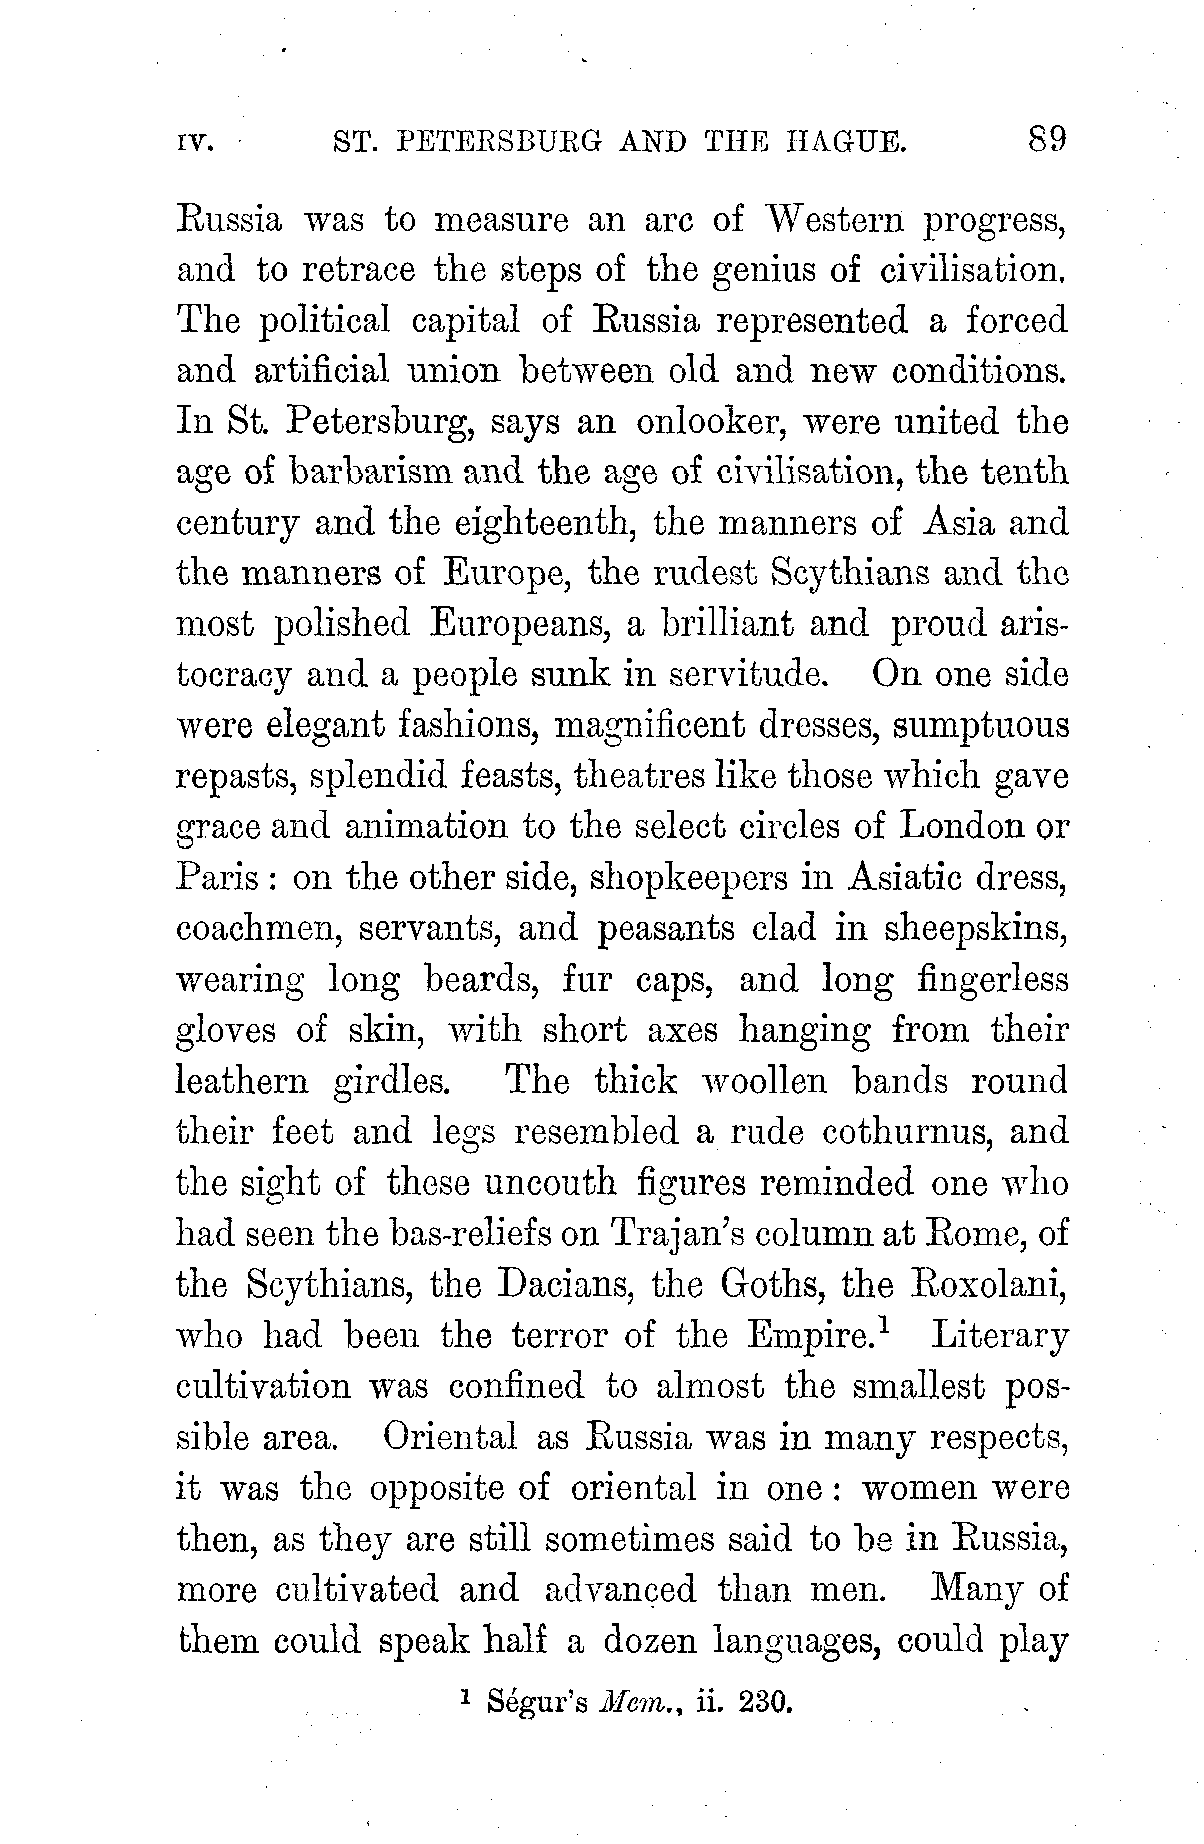 IV. ST. PETERSBURG AND THE HAGUE. 89
Russia was to measure an arc of Western progress,
and to retrace the steps of the genius of civilisation.
The political capital of Russia represented a forced
and artificial union between old and new conditions.
In St. Petersburg, says an onlooker, were united the
age of barbarism and the age of civilisation, the tenth
century and the eighteenth, the manners of Asia and
the manners of Europe, the rudest Scythians and the
most polished Europeans, a brilliant and proud aris-
tocracy and a people sunk in servitude. On one side
were elegant fashions, magnificent dresses, sumptuous
repasts, splendid feasts, theatres like those which gave
grace and animation to the select circles of London or
Paris : on the other side, shopkeepers in Asiatic dress,
coachmen, servants, and peasants clad in sheepskins,
wearing long beards, fur caps, and long fingerless
gloves of skin, with short axes hanging from their
leathern girdles. The thick woollen bands round
their feet and legs resembled a rude cothurnus, and
the sight of these uncouth figures reminded one who
had seen the bas-reliefs on Trajan's column at Rome, of
the Scythians, the Dacians, the Goths, the Roxolani,
who had been the terror of the Empire.¹ Literary
cultivation was confined to almost the smallest pos-
sible area. Oriental as Russia was in many respects,
it was the opposite of oriental in one : women were
then, as they are still sometimes said to be in Russia,
more cultivated and advanced than men. Many of
them could speak half a dozen languages, could play
¹ Ségur's Mem., ii. 230.